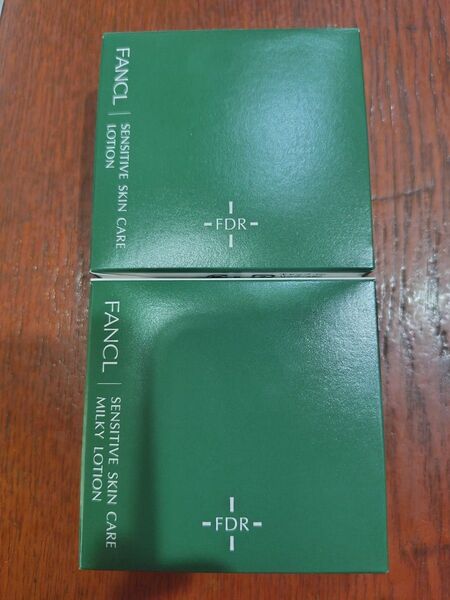 FANCL | SENSITIVE SKIN CARE
LOTION
FDR
FANCL | SENSITIVE SKIN CARE
MILKY LOTION
FDR